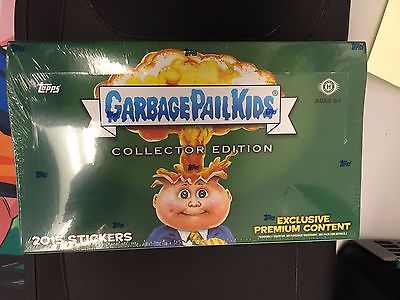 Topps
GARBAGE PAIL KIDS
AGES 6+
COLLECTOR EDITION
2015 STICKERS
EXCLUSIVE
PREMIUM CONTENT